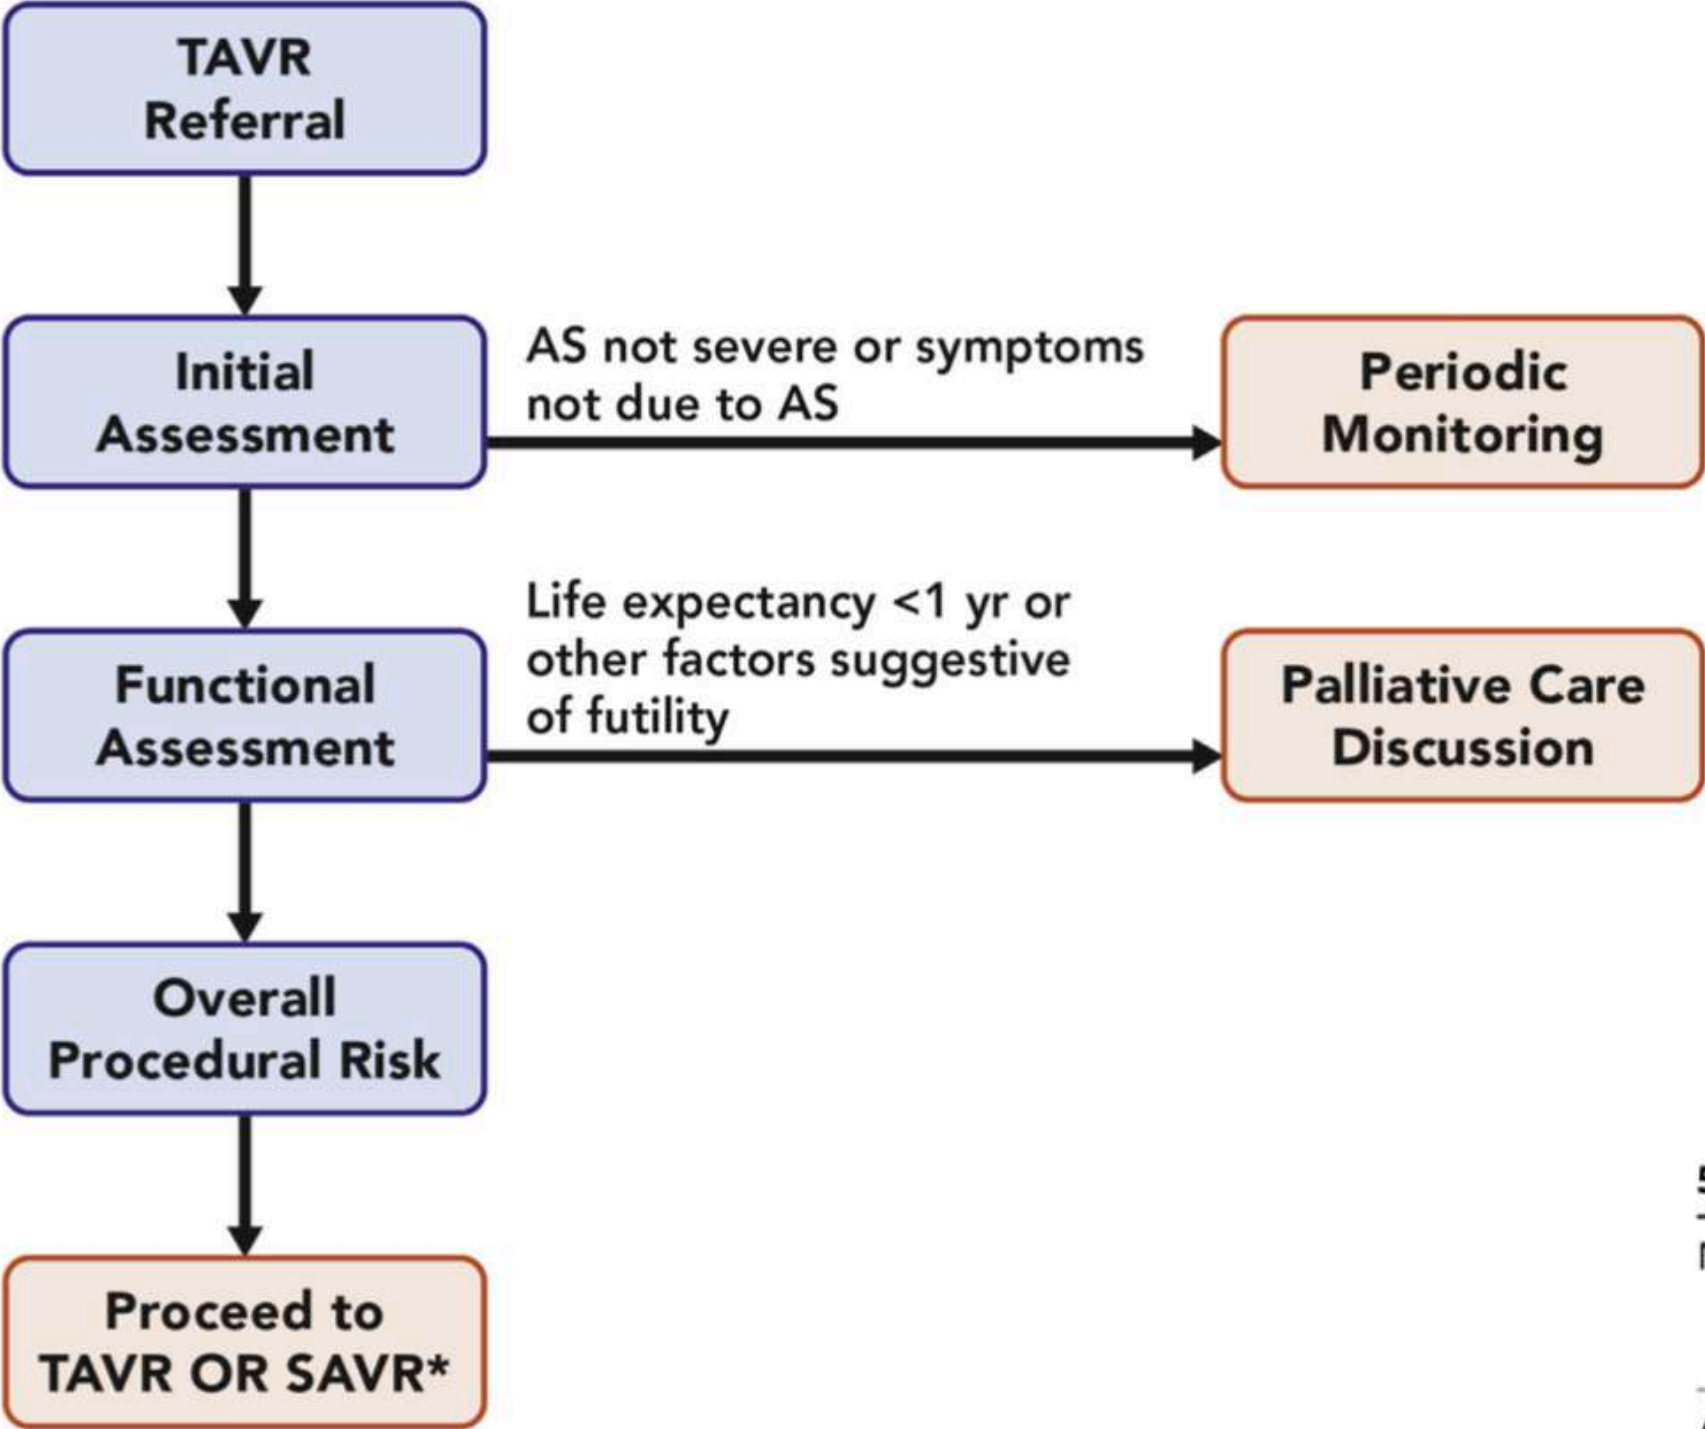 TAVR
Referral
Initial
Assessment
AS not severe or symptoms
not due to AS
Periodic
Monitoring
Functional
Assessment
Life expectancy <1 yr or
other factors suggestive
of futility
Palliative Care
Discussion
Overall
Procedural Risk
Proceed to
TAVR OR SAVR*